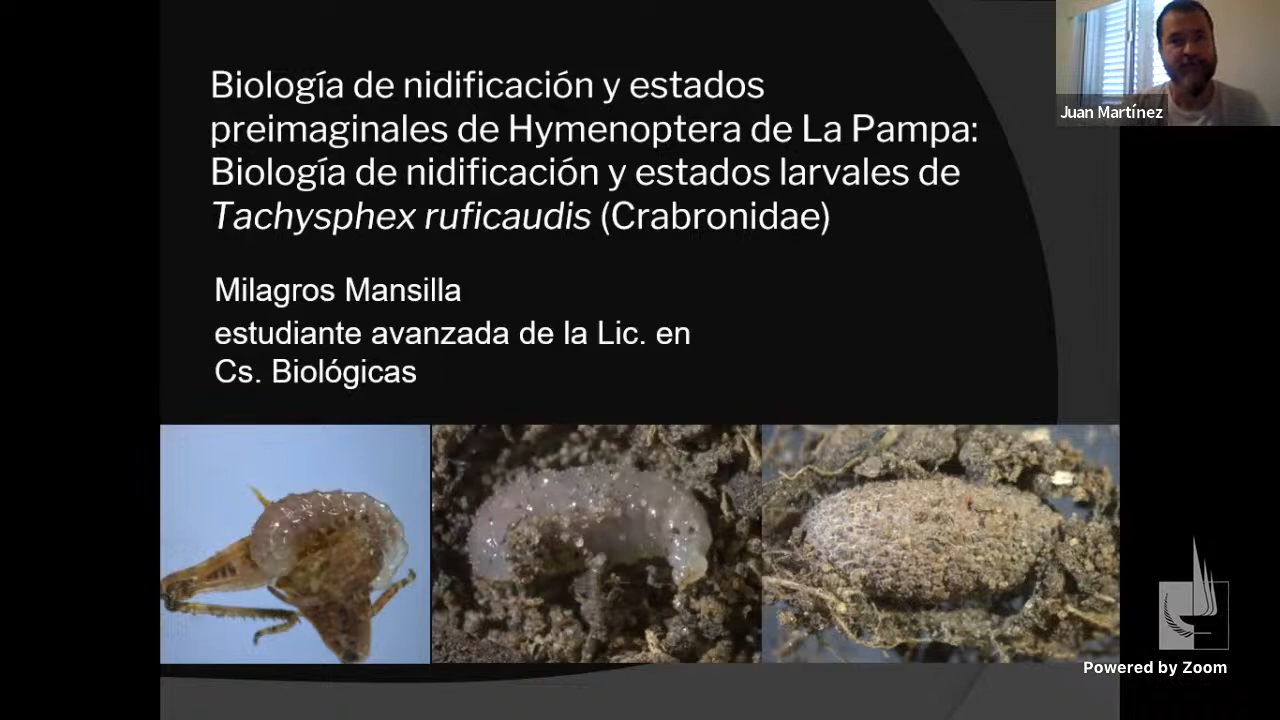 Biología de nidificación y estados
preimaginales de Hymenoptera de La Pampa:
Biología de nidificación y estados larvales de
Tachysphex ruficaudis (Crabronidae)
Milagros Mansilla
estudiante avanzada de la Lic. en
Cs. Biológicas
Juan Martínez
Powered by Zoom